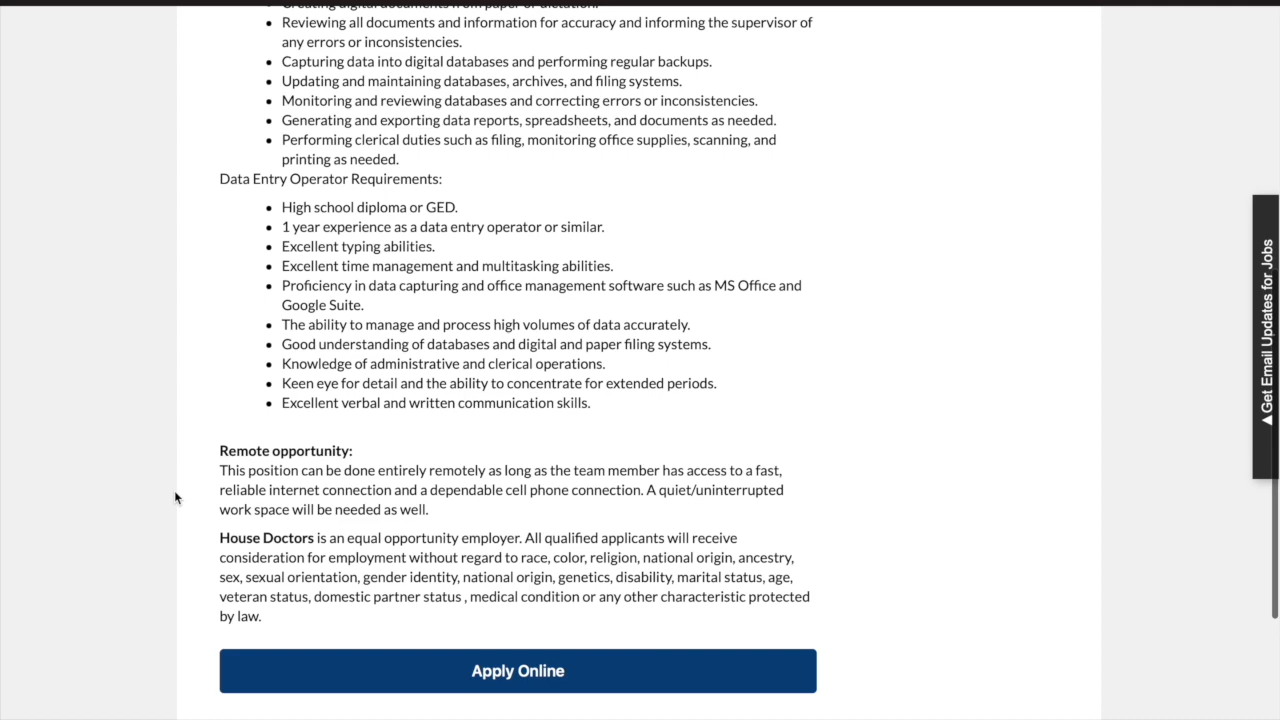 Creating digital documents from paper or dictation.
Reviewing all documents and information for accuracy and informing the supervisor of
any errors or inconsistencies.
Capturing data into digital databases and performing regular backups.
Updating and maintaining databases, archives, and filing systems.
Monitoring and reviewing databases and correcting errors or inconsistencies.
Generating and exporting data reports, spreadsheets, and documents as needed.
Performing clerical duties such as filing, monitoring office supplies, scanning, and
printing as needed.
Data Entry Operator Requirements:
High school diploma or GED.
1 year experience as a data entry operator or similar.
Excellent typing abilities.
Excellent time management and multitasking abilities.
Proficiency in data capturing and office management software such as MS Office and
Google Suite.
The ability to manage and process high volumes of data accurately.
Good understanding of databases and digital and paper filing systems.
Knowledge of administrative and clerical operations.
Keen eye for detail and the ability to concentrate for extended periods.
Excellent verbal and written communication skills.
Remote opportunity:
This position can be done entirely remotely as long as the team member has access to a fast,
reliable internet connection and a dependable cell phone connection. A quiet/uninterrupted
work space will be needed as well.
House Doctors is an equal opportunity employer. All qualified applicants will receive
consideration for employment without regard to race, color, religion, national origin, ancestry,
sex, sexual orientation, gender identity, national origin, genetics, disability, marital status, age,
veteran status, domestic partner status , medical condition or any other characteristic protected
by law.
Apply Online
▲Get Email Updates for Jobs